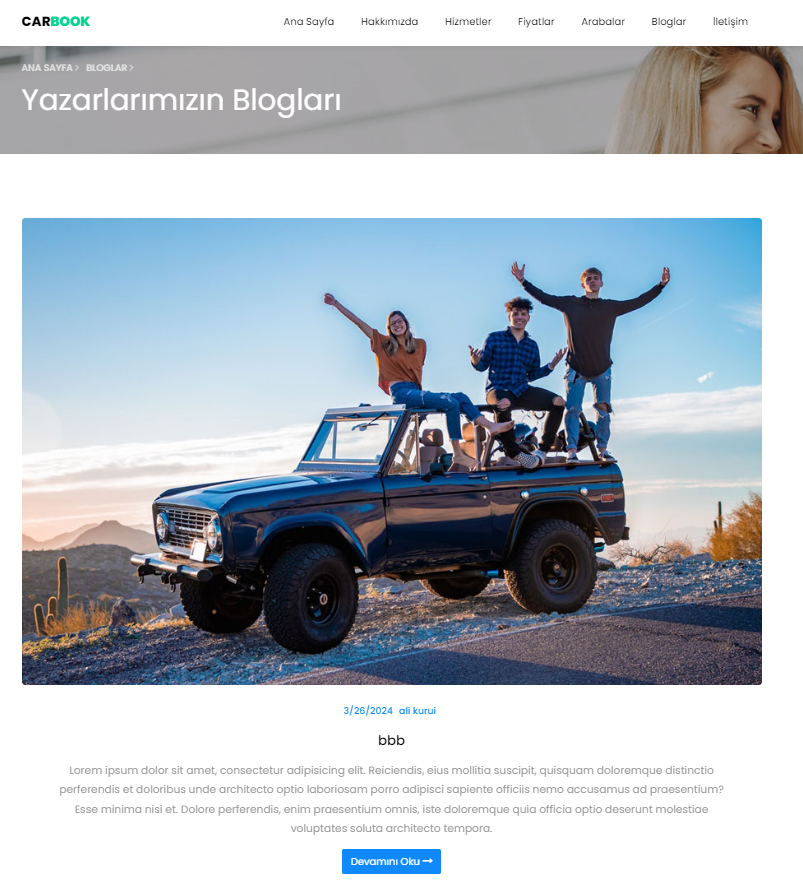 CARBOOK
Ana Sayfa Hakkımızda Hizmetler Fiyatlar Arabalar Bloglar İletişim
ANA SAYFA > BLOGLAR >
Yazarlarımızın Blogları
3/26/2024 ali kurui
bbb
Lorem ipsum dolor sit amet, consectetur adipisicing elit. Reiciendis, eius mollitia suscipit, quisquam doloremque distinctio
perferendis et doloribus unde architecto optio laboriosam porro adipisci sapiente officiis nemo accusamus ad praesentium?
Esse minima nisi et. Dolore perferendis, enim praesentium omnis, iste doloremque quia officia optio deserunt molestiae
voluptates soluta architecto tempora.
Devamını Oku →